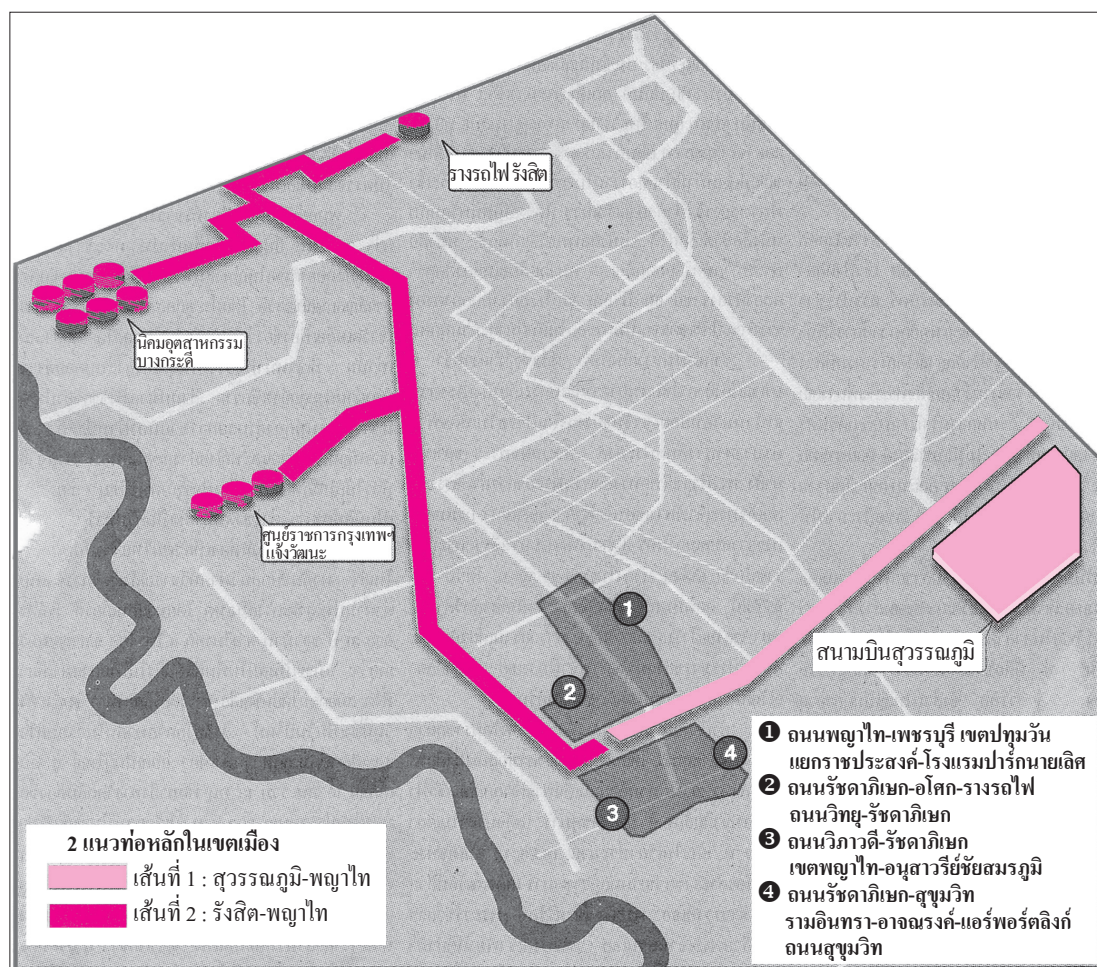 รางรถไฟรังสิต
นิคมอุตสาหกรรม
บางกระดี
ศูนย์ราชการกรุงเทพฯ
แจ้งวัฒนะ
1
2
สนามบินสุวรรณภูมิ
4
3
2 แนวท่อหลักในเขตเมือง
เส้นที่ 1 : สุวรรณภูมิ-พญาไท
เส้นที่ 2 : รังสิต-พญาไท
❶ ถนนพญาไท-เพชรบุรี เขตปทุมวัน
แยกราชประสงค์-โรงแรมปาร์กนายเลิศ
❷ ถนนรัชดาภิเษก-อโศก-รางรถไฟ
ถนนวิทยุ-รัชดาภิเษก
❸ ถนนวิภาวดี-รัชดาภิเษก
เขตพญาไท-อนุสาวรีย์ชัยสมรภูมิ
❹ ถนนรัชดาภิเษก-สุขุมวิท
รามอินทรา-อาจณรงค์-แอร์พอร์ตลิงก์
ถนนสุขุมวิท